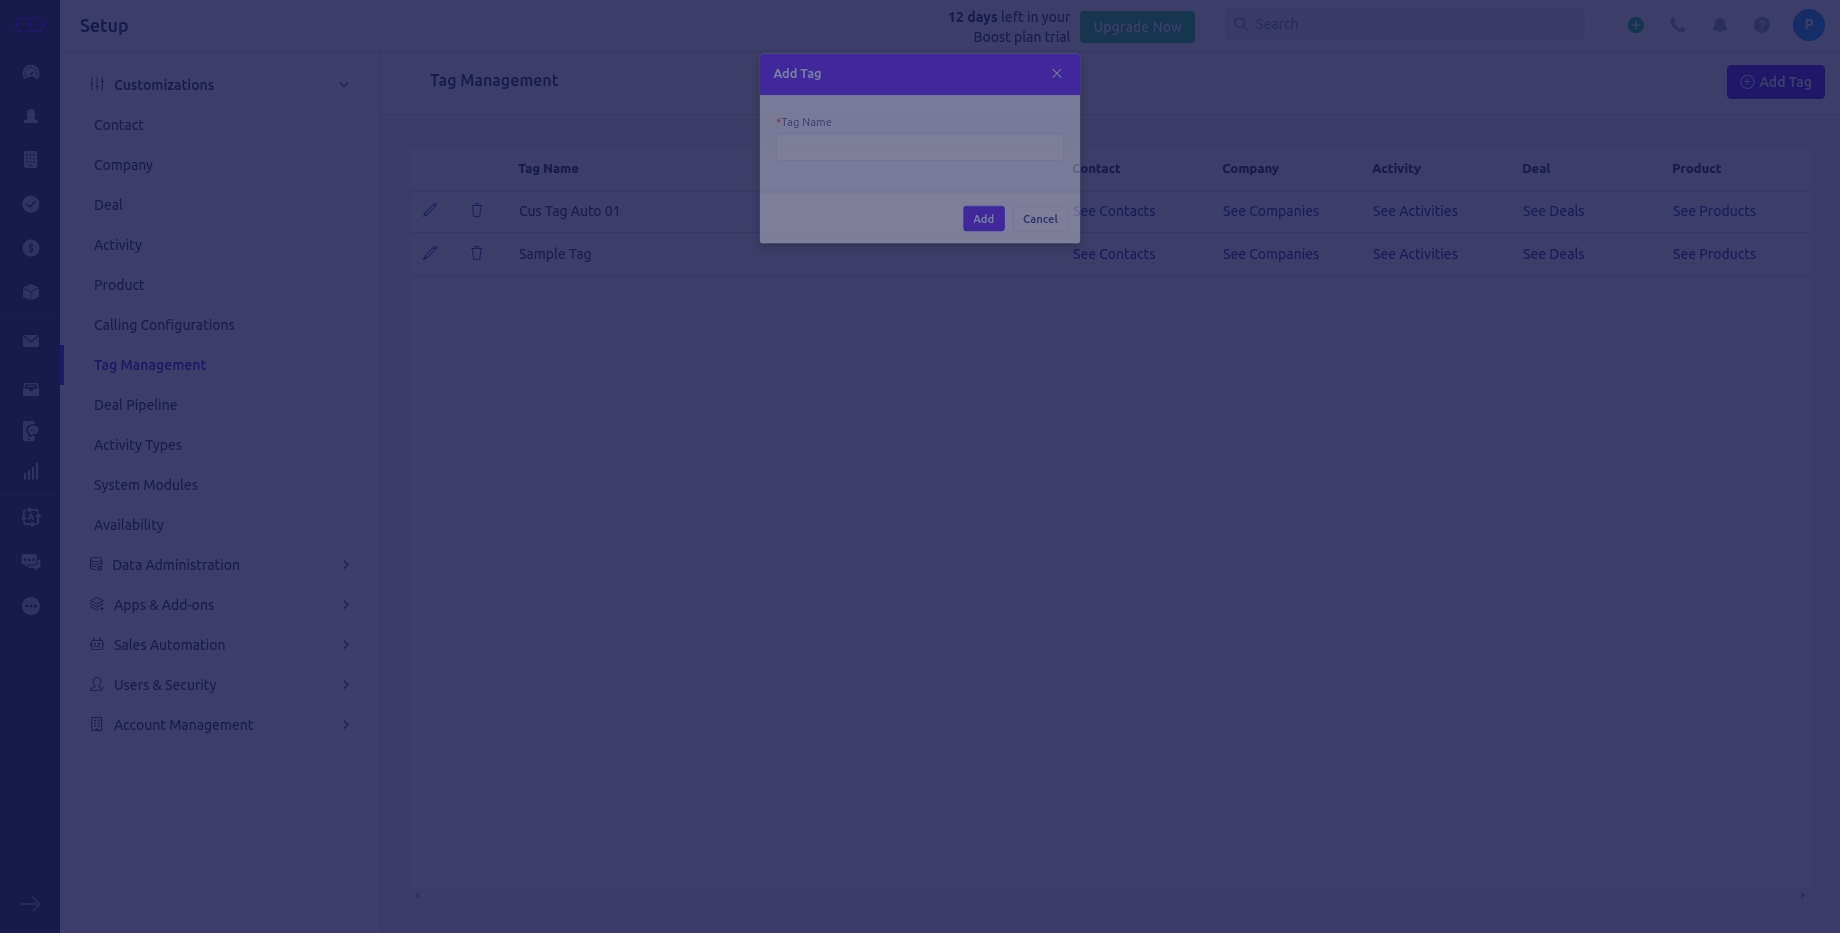 Setup
12 days left in your
Boost plan trial
Upgrade Now
Search
P
Customizations
Contact
Company
Deal
Activity
Product
Calling Configurations
Tag Management
Deal Pipeline
Activity Types
System Modules
Availability
Data Administration
Apps & Add-ons
Sales Automation
Users & Security
Account Management
Tag Management
Add Tag
Tag Name
Contact
Company
Activity
Deal
Product
Cus Tag Auto 01
See Contacts
See Companies
See Activities
See Deals
See Products
Sample Tag
See Contacts
See Companies
See Activities
See Deals
See Products
Add Tag
*Tag Name
Add
Cancel